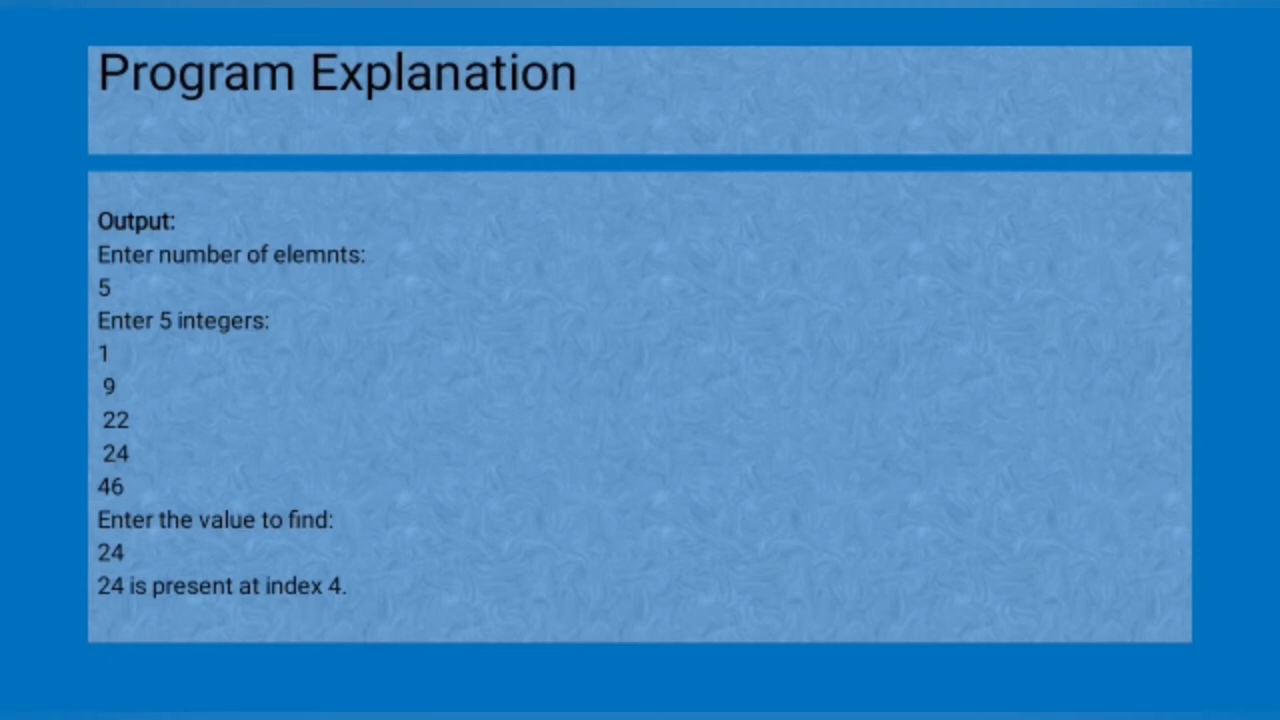 Program Explanation
Output:
Enter number of elemnts:
5
Enter 5 integers:
1
9
22
24
46
Enter the value to find:
24
24 is present at index 4.